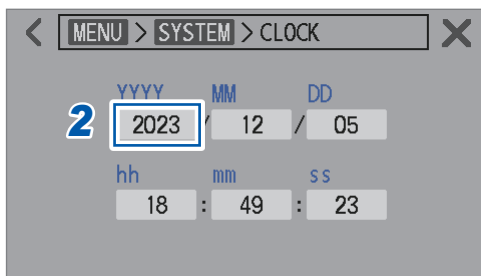 < MENU > SYSTEM > CLOCK X
YYYY MM DD
2 2023 / 12 / 05
hh mm ss
18 : 49 : 23